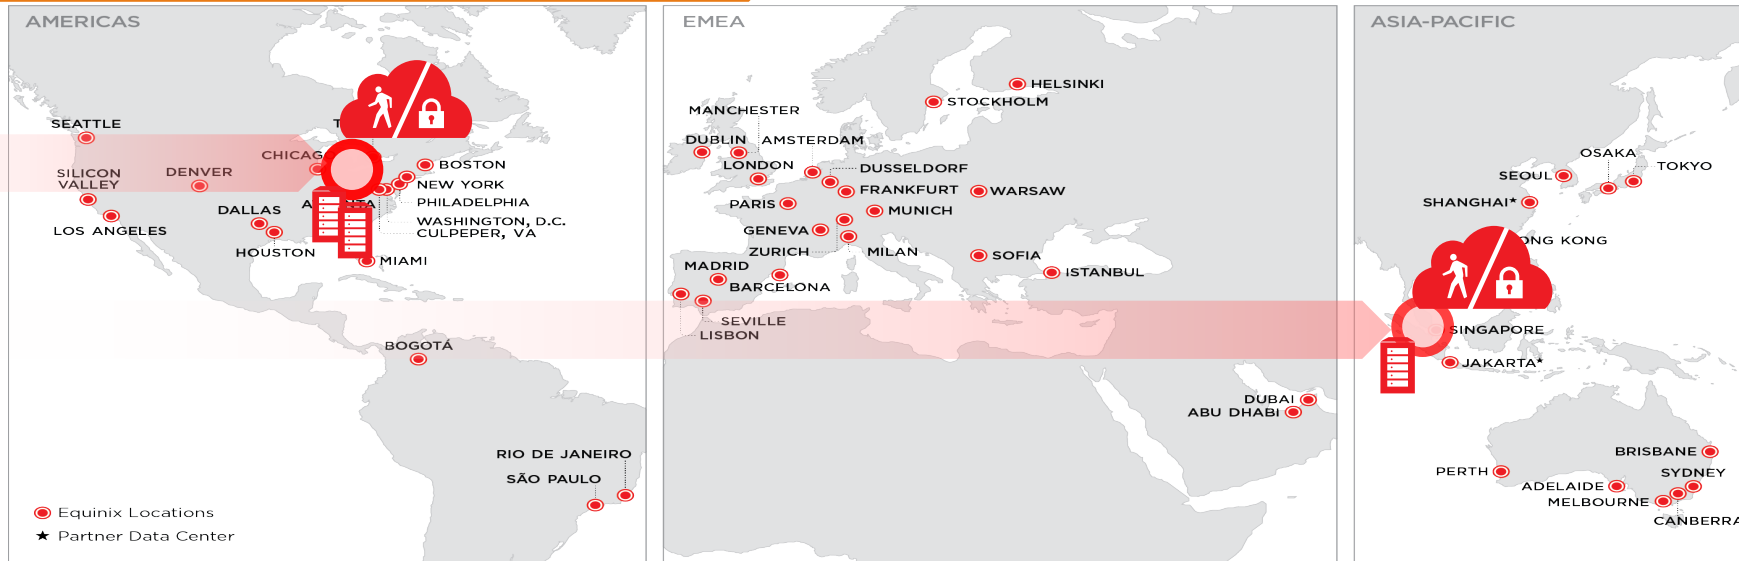 AMERICAS
SEATTLE
CHICAG
DENVER
SILICON
VALLEY
BOSTON
NEW YORK
PHILADELPHIA
WASHINGTON, D.C.
CULPEPER, VA
DALLAS
LOS ANGELES
HOUSTON
MIAMI
BOGOTÁ
RIO DE JANEIRO
SÃO PAULO
Equinix Locations
★ Partner Data Center
EMEA
HELSINKI
STOCKHOLM
MANCHESTER
DUBLIN
AMSTERDAM
LONDON
DUSSELDORF
FRANKFURT
WARSAW
PARIS
MUNICH
GENEVA
ZURICH
MILAN
SOFIA
MADRID
ISTANBUL
BARCELONA
SEVILLE
LISBON
DUBAI
ABU DHABI
ASIA-PACIFIC
OSAKA
TOKYO
SEOUL
SHANGHAI★
ONG KONG
SINGAPORE
JAKARTA★
BRISBANE
PERTH
SYDNEY
ADELAIDE
MELBOURNE
CANBERRA